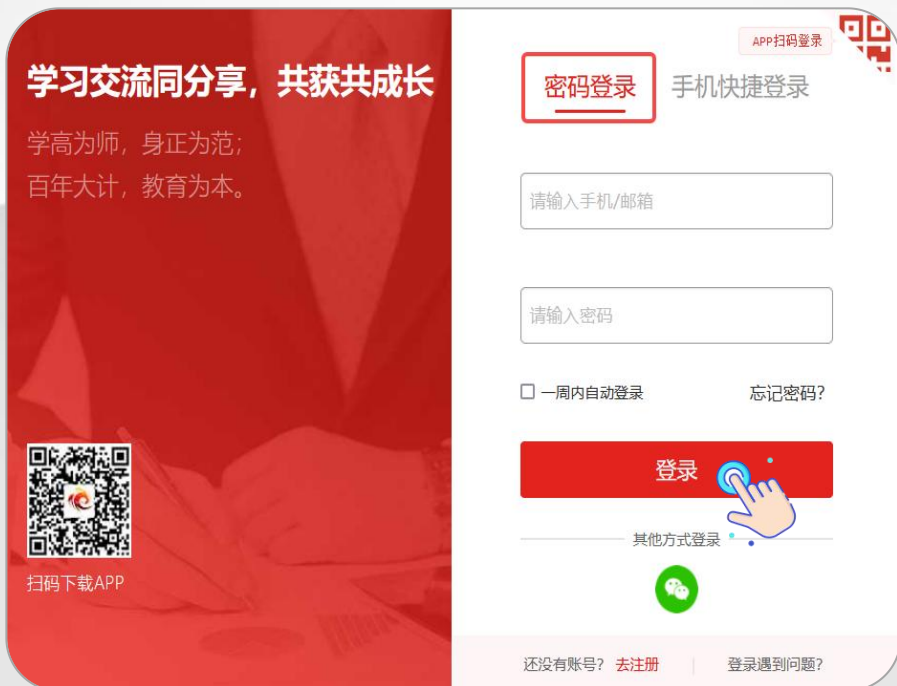 学习交流同分享，共获共成长
学高为师，身正为范；
百年大计，教育为本。
扫码下载APP
APP扫码登录
密码登录
手机快捷登录
请输入手机/邮箱
请输入密码
一周内自动登录
忘记密码?
登录
其他方式登录
还没有账号? 去注册
登录遇到问题?